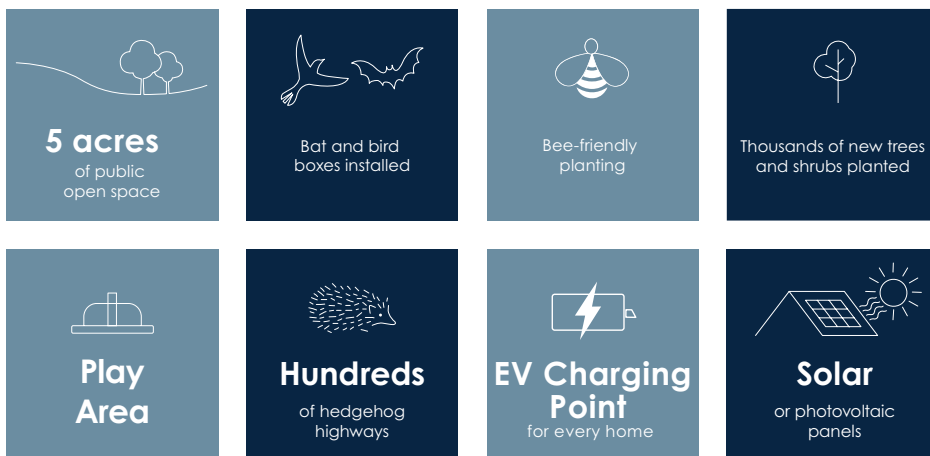 5 acres
of public
open space
Bat and bird
boxes installed
Bee-friendly
planting
Thousands of new trees
and shrubs planted
Play
Area
Hundreds
of hedgehog
highways
EV Charging
Point
for every home
Solar
or photovoltaic
panels